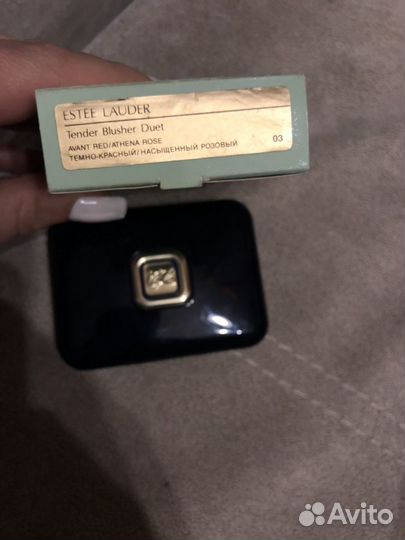 ESTEE LAUDER
Tender Blusher Duet
AVANT RED/ATHENA ROSE
ТЕМНО-КРАСНЫЙ/НАСЫЩЕННЫЙ РОЗОВЫЙ 03
Avito